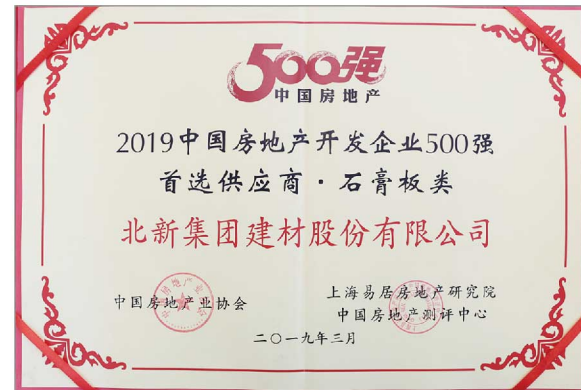 500强
中国房地产
2019中国房地产开发企业500强
首选供应商·石膏板类
北新集团建材股份有限公司
中国房地产业协会
上海易居房地产研究院
中国房地产测评中心
二〇一九年三月